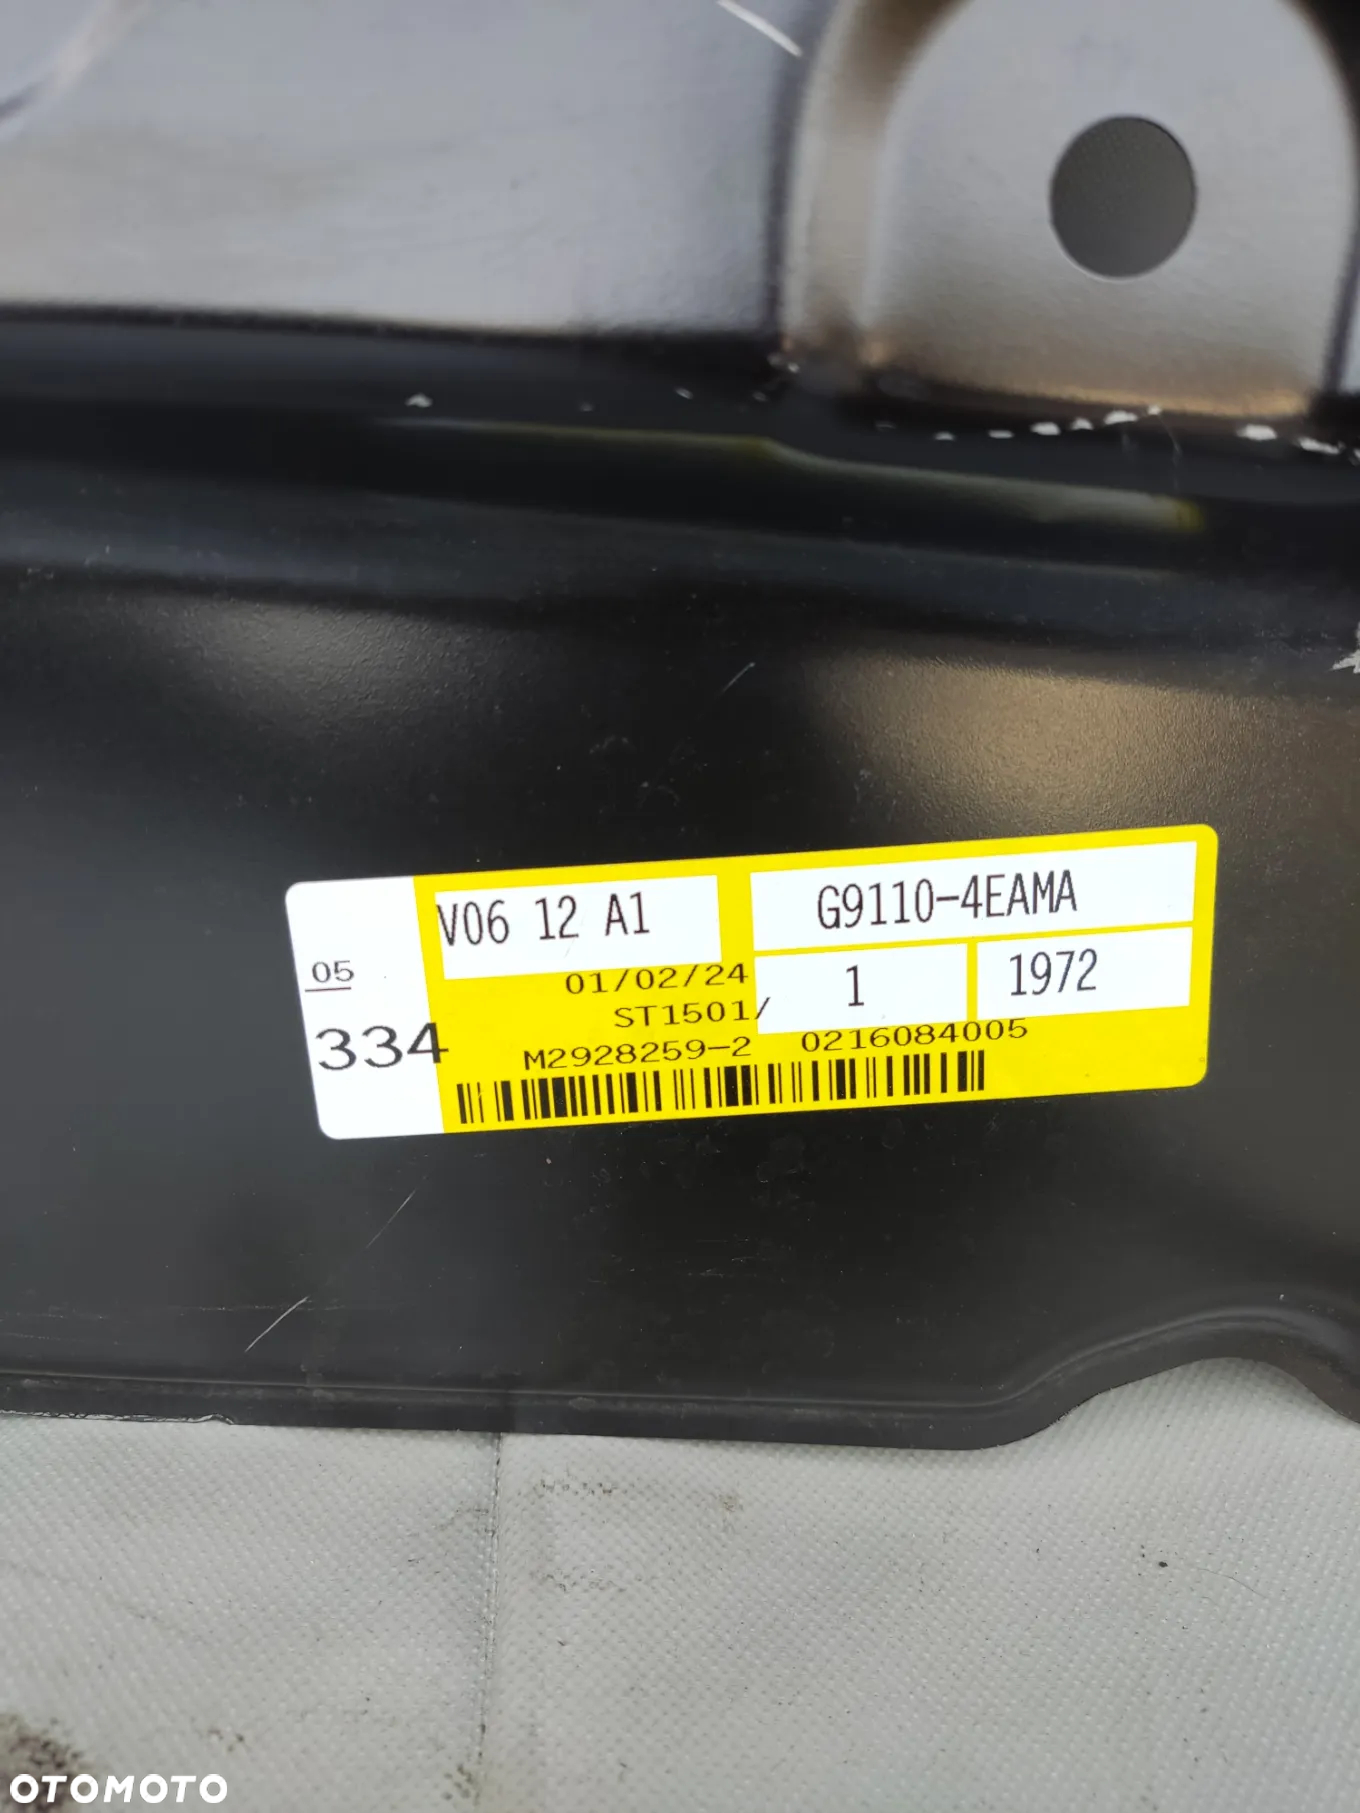 V06 12 A1
G9110-4EAMA
05
01/02/24
1
1972
334
ST1501/
M2928259-2 0216084005
OTOMOTO